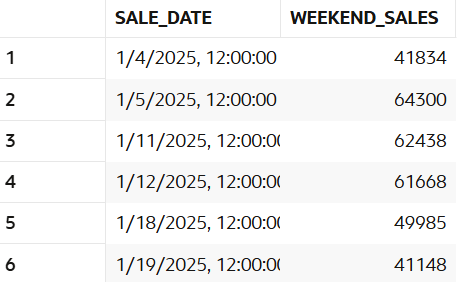 SALE_DATE WEEKEND_SALES
1 1/4/2025, 12:00:00 41834
2 1/5/2025, 12:00:00 64300
3 1/11/2025, 12:00:0 62438
4 1/12/2025, 12:00:0 61668
5 1/18/2025, 12:00:0 49985
6 1/19/2025, 12:00:0 41148